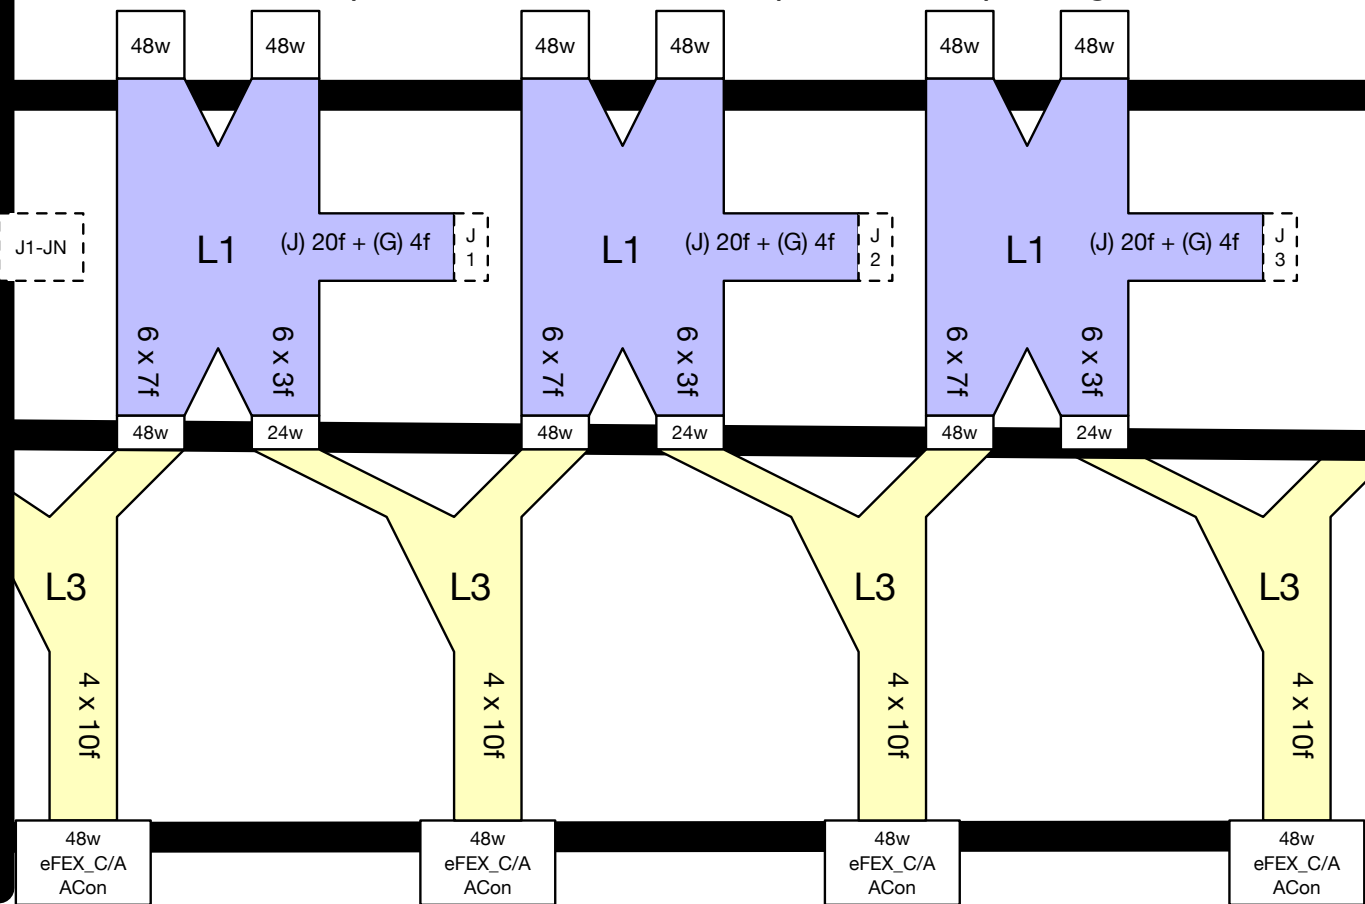 48w 48w 48w 48w 48w 48w
J1-JN L1 (J) 20f + (G) 4f J 1 L1 (J) 20f + (G) 4f J 2 L1 (J) 20f + (G) 4f J 3
6 x 7f 6 x 3f 6 x 7f 6 x 3f 6 x 7f 6 x 3f
48w 24w 48w 24w 48w 24w
L3 L3 L3 L3
4 x 10f 4 x 10f 4 x 10f 4 x 10f
48w 48w 48w 48w
eFEX_C/A eFEX_C/A eFEX_C/A eFEX_C/A
ACon ACon ACon ACon